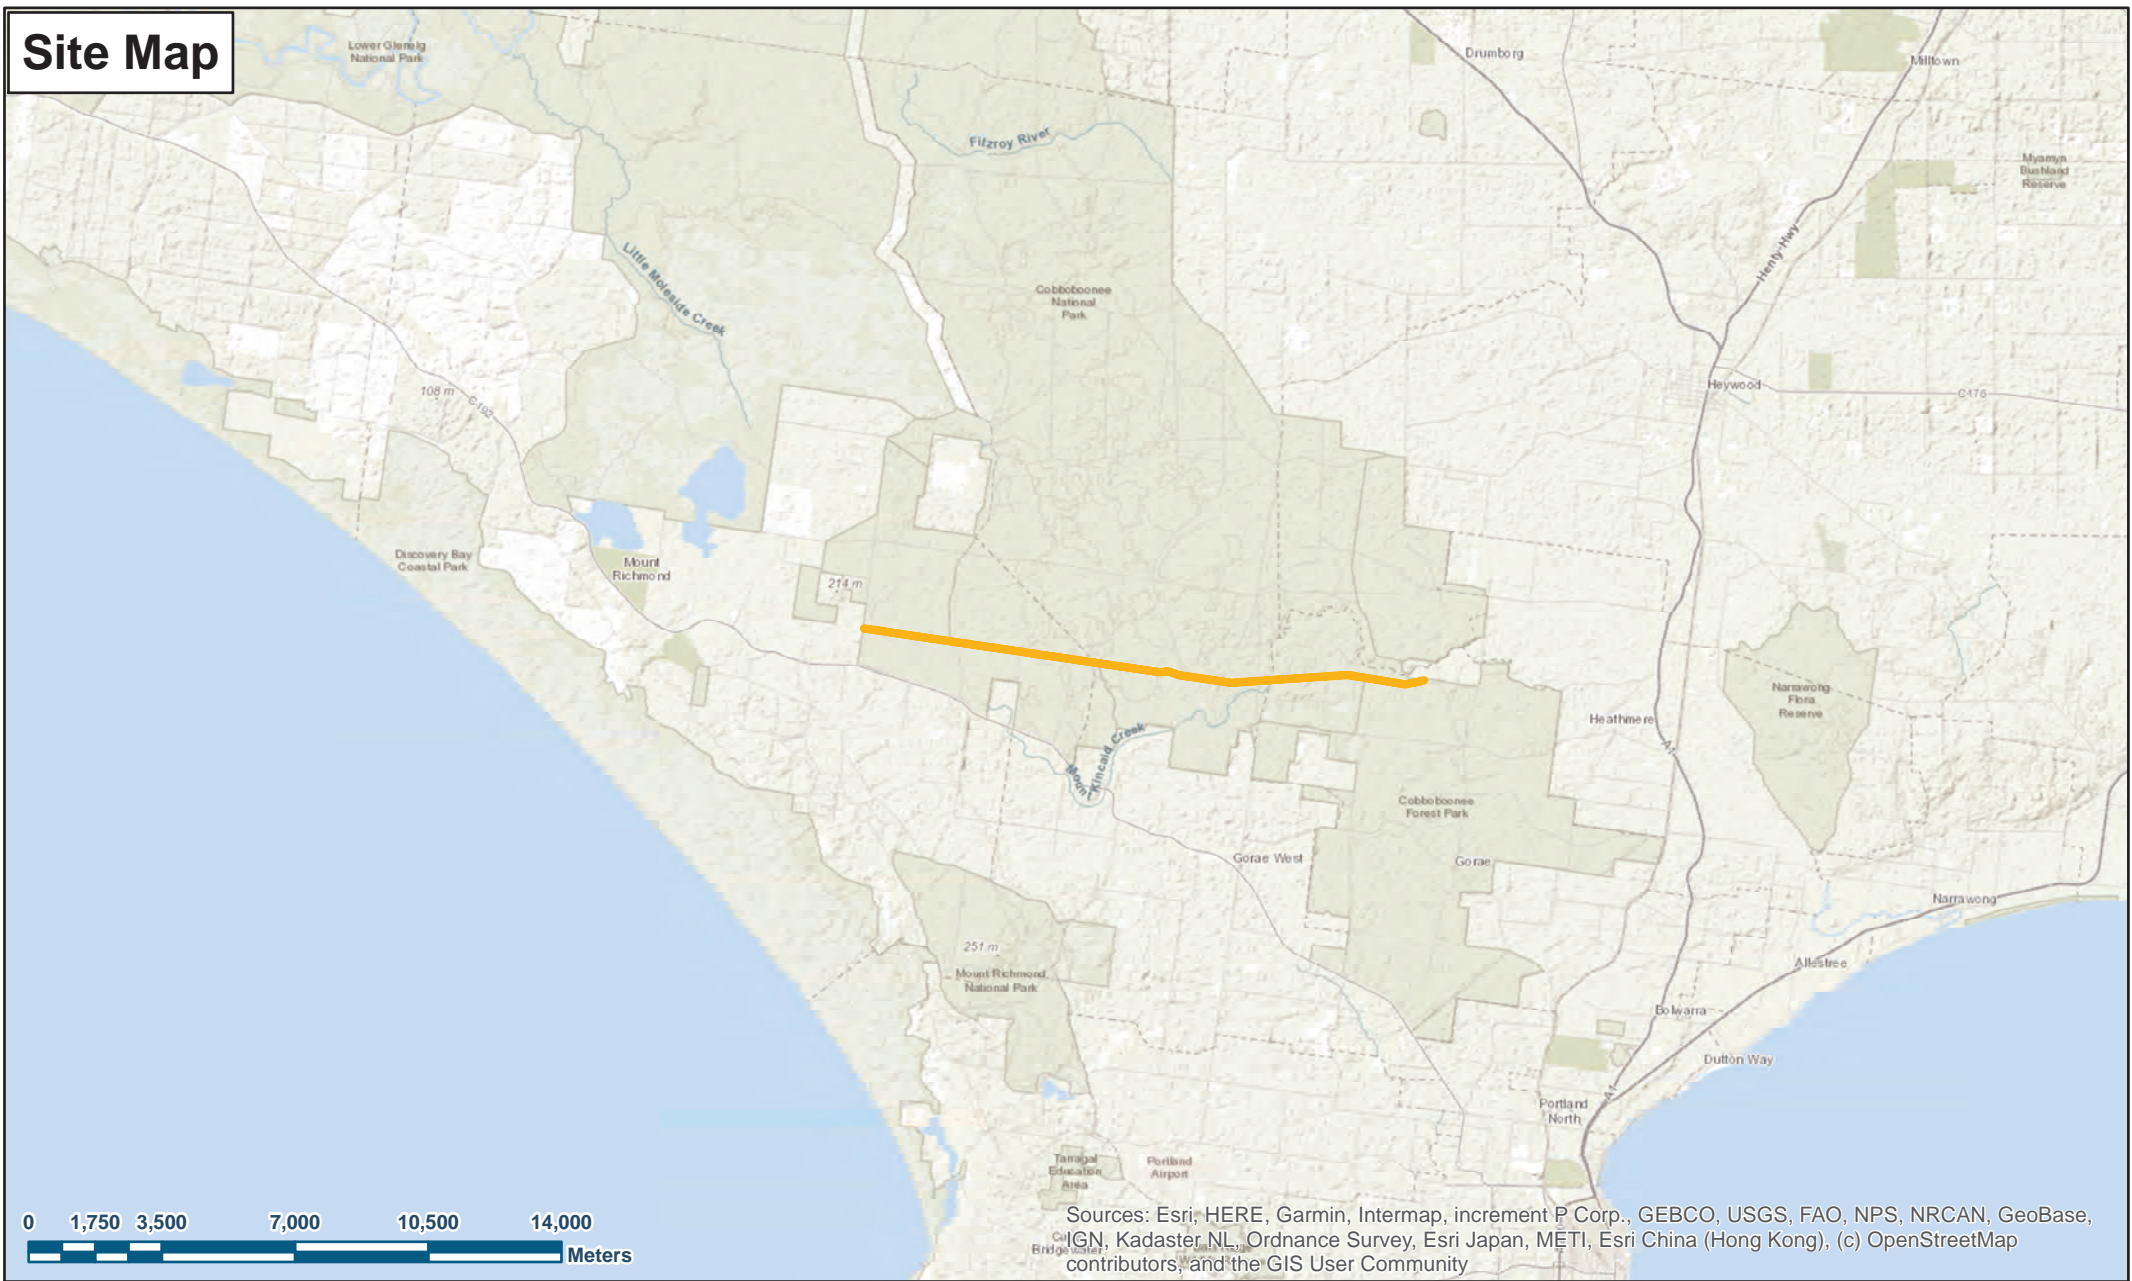 Site Map
Lower Glenelg
National Park
Drumborg
Milltown
Fitzroy River
Myamyn
Bushland
Reserve
Little Moleside Creek
Henty Hwy
Cobboboonee
National
Park
108 m
C192
Heywood
C176
Discovery Bay
Coastal Park
Mount
Richmond
214 m
Narrawong
Flora
Reserve
Heathmere
A1
Mount Kincaid Creek
Cobboboonee
Forest Park
Gorae West
Gorae
Narrawong
251 m
Mount Richmond
National Park
Allestree
Bolwarra
Dutton Way
A1
Portland
North
Tarragal
Education
Area
Portland
Airport
Bridgewater
0 1,750 3,500 7,000 10,500 14,000
Meters
Sources: Esri, HERE, Garmin, Intermap, increment P Corp., GEBCO, USGS, FAO, NPS, NRCAN, GeoBase,
IGN, Kadaster NL, Ordnance Survey, Esri Japan, METI, Esri China (Hong Kong), (c) OpenStreetMap
contributors, and the GIS User Community